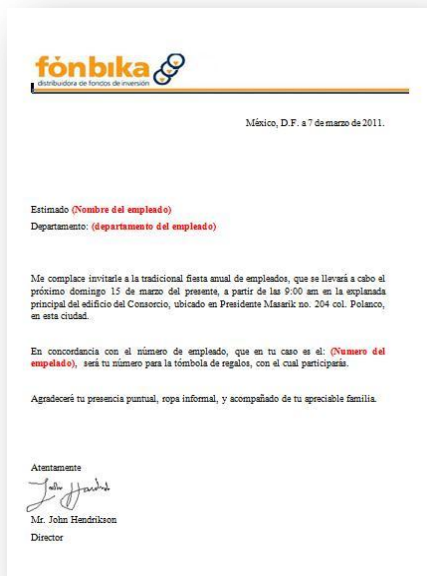 fönbika
distribuidora de fondos de inversión
México, D.F. a 7 de marzo de 2011.
Estimado (Nombre del empleado)
Departamento: (departamento del empleado)
Me complace invitarle a la tradicional fiesta anual de empleados, que se llevará a cabo el
próximo domingo 15 de marzo del presente, a partir de las 9:00 am en la explanada
principal del edificio del Consorcio, ubicado en Presidente Masarik no. 204 col. Polanco,
en esta ciudad.
En concordancia con el número de empleado, que en tu caso es el: (Numero del
empelado), será tu número para la tómbola de regalos, con el cual participarás.
Agradeceré tu presencia puntual, ropa informal, y acompañado de tu apreciable familia.
Atentamente
Mr. John Hendrikson
Director